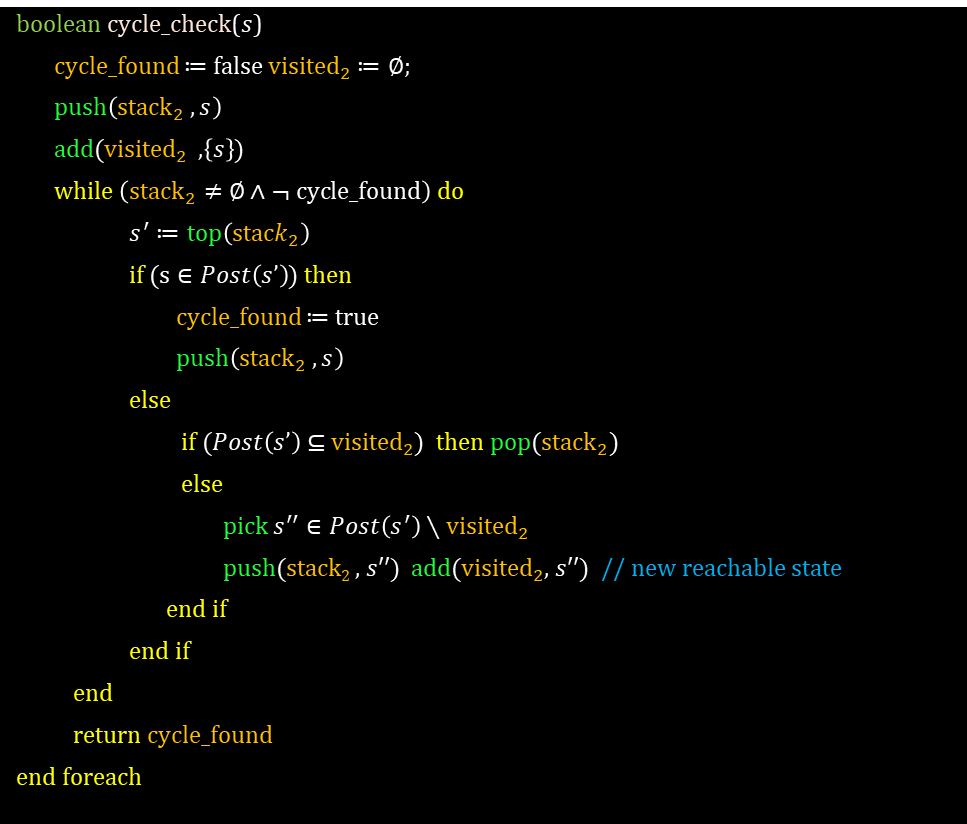 boolean cycle_check(s)
cycle_found ≔ false visited₂ ≔ ∅;
push(stack₂ ,s)
add(visited₂ ,{s})
while (stack₂ ≠ ∅ ∧ ¬ cycle_found) do
s′ ≔ top(stack₂)
if (s ∈ Post(s’)) then
cycle_found ≔ true
push(stack₂ ,s)
else
if (Post(s’) ⊆ visited₂) then pop(stack₂)
else
pick s′′ ∈ Post(s′) \ visited₂
push(stack₂ , s′′) add(visited₂, s′′) // new reachable state
end if
end if
end
return cycle_found
end foreach